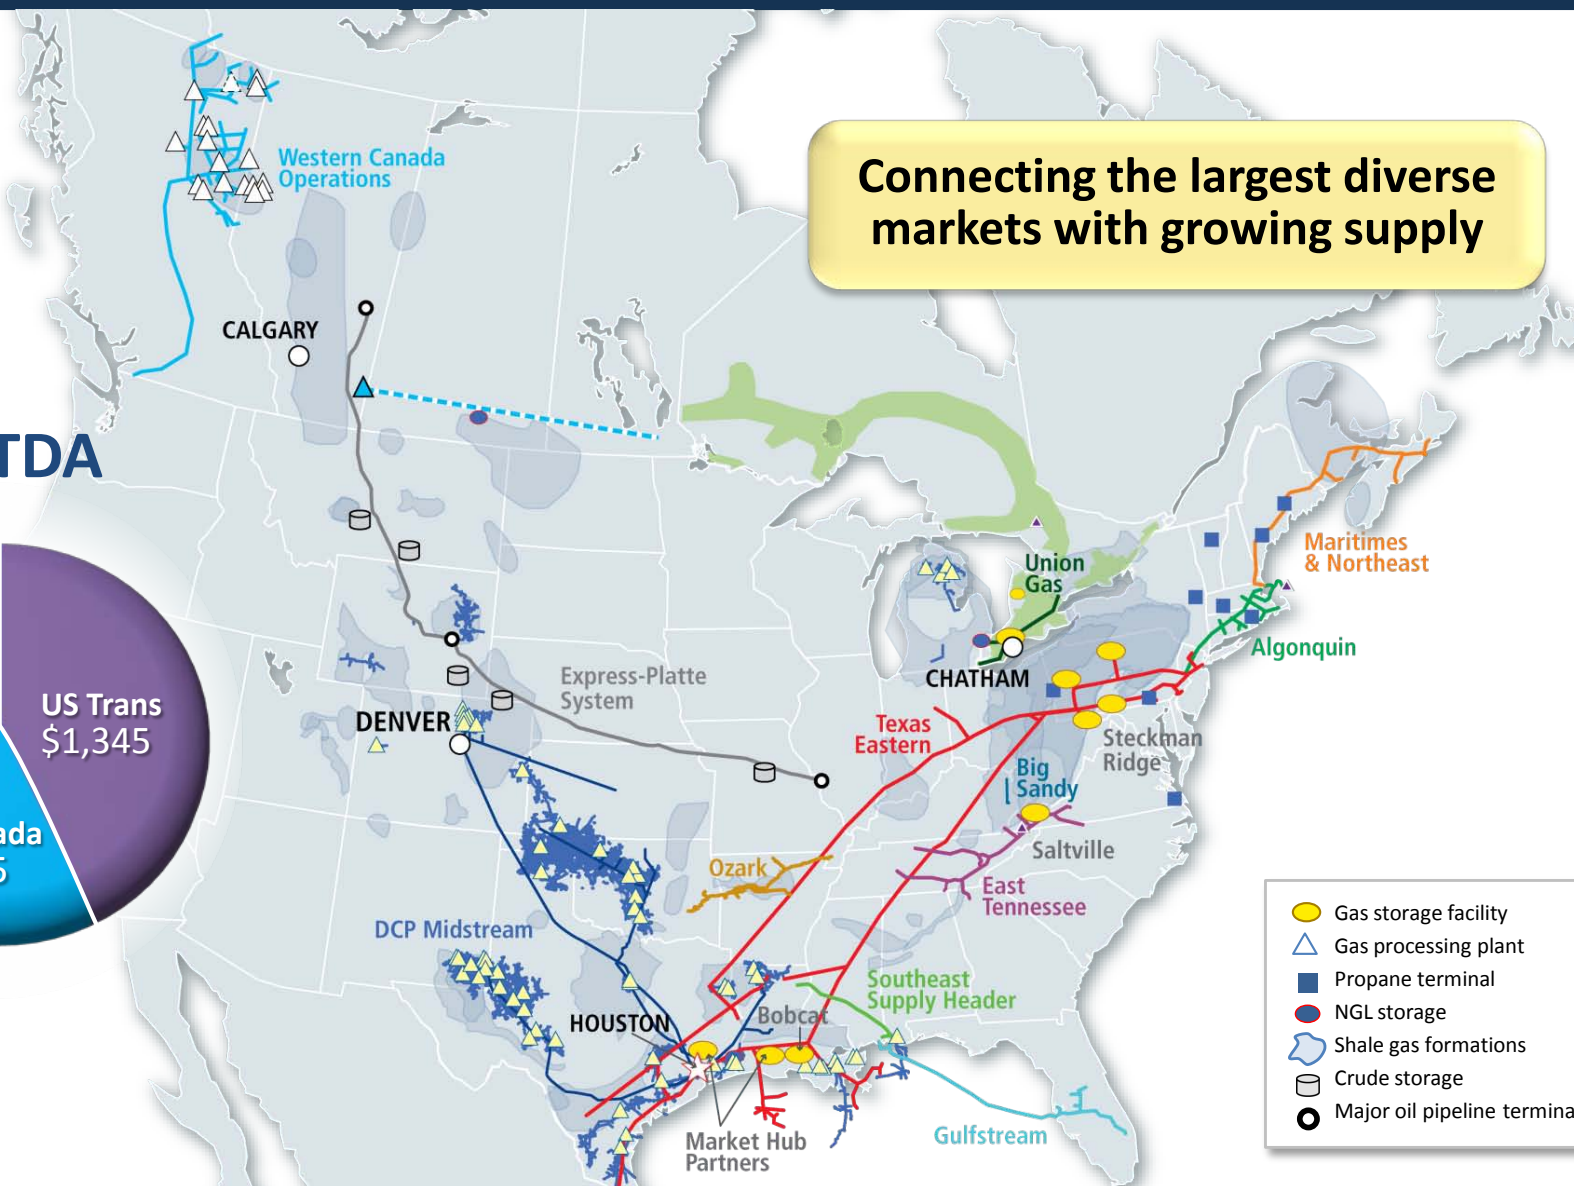 Connecting the largest diverse
markets with growing supply
Western Canada
Operations
CALGARY
TDA
US Trans
$1,345
Maritimes
& Northeast
Union
Gas
Algonquin
CHATHAM
Express-Platte
System
DENVER
Texas
Eastern
Steckman
Ridge
Big
Sandy
Saltville
Ozark
East
Tennessee
DCP Midstream
Southeast
Supply Header
HOUSTON
Bobcat
Market Hub
Partners
Gulfstream
Gas storage facility
Gas processing plant
Propane terminal
NGL storage
Shale gas formations
Crude storage
Major oil pipeline